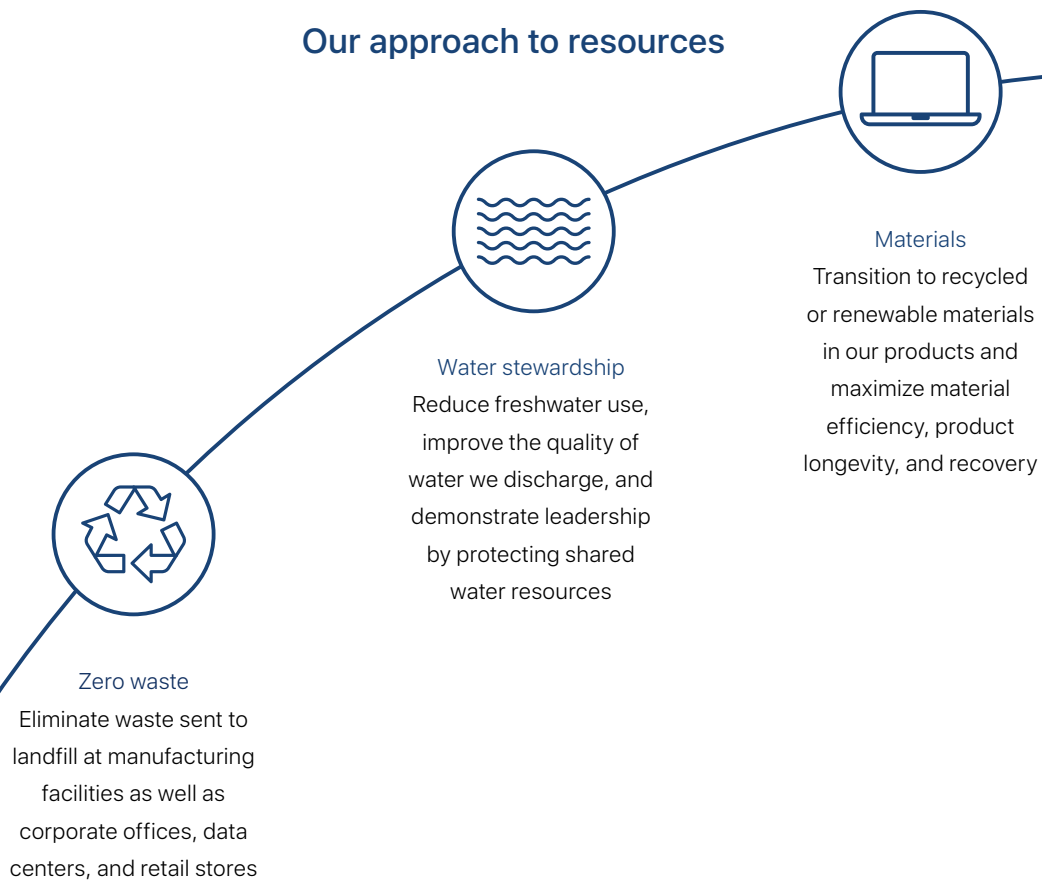 Our approach to resources
Materials
Transition to recycled
or renewable materials
in our products and
maximize material
efficiency, product
longevity, and recovery
Water stewardship
Reduce freshwater use,
improve the quality of
water we discharge, and
demonstrate leadership
by protecting shared
water resources
Zero waste
Eliminate waste sent to
landfill at manufacturing
facilities as well as
corporate offices, data
centers, and retail stores